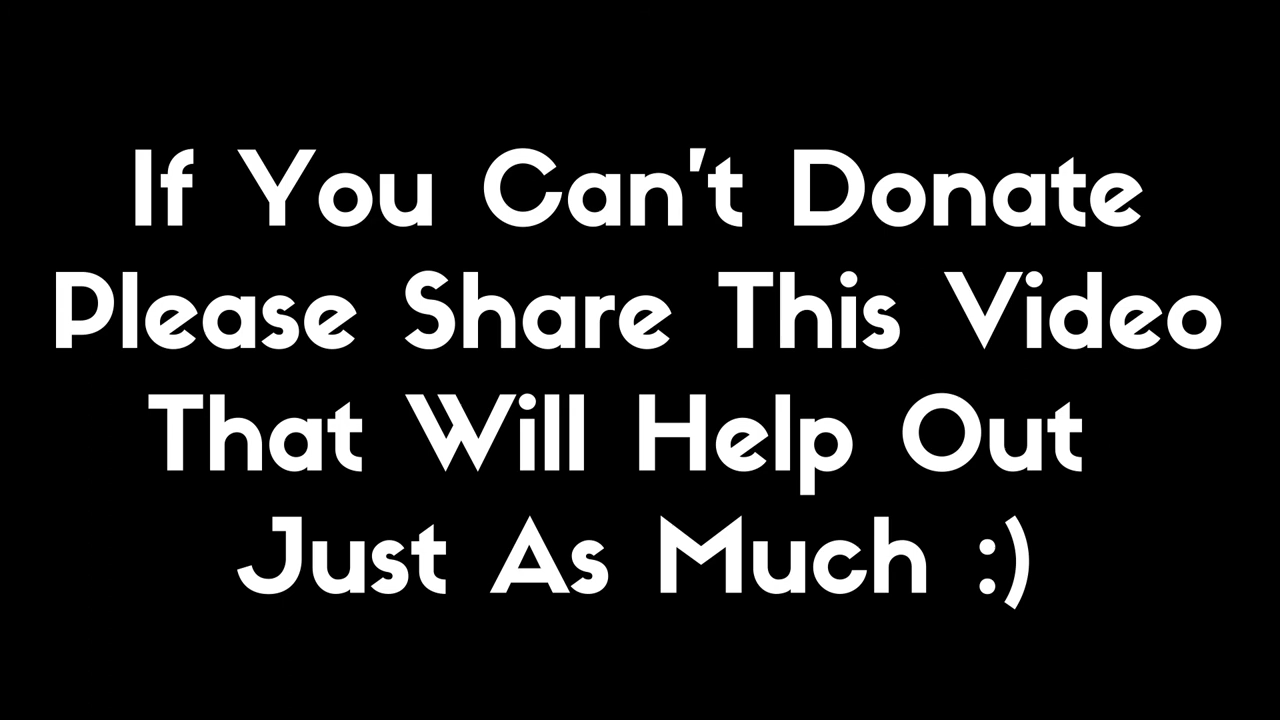 If You Can't Donate
Please Share This Video
That Will Help Out
Just As Much :)